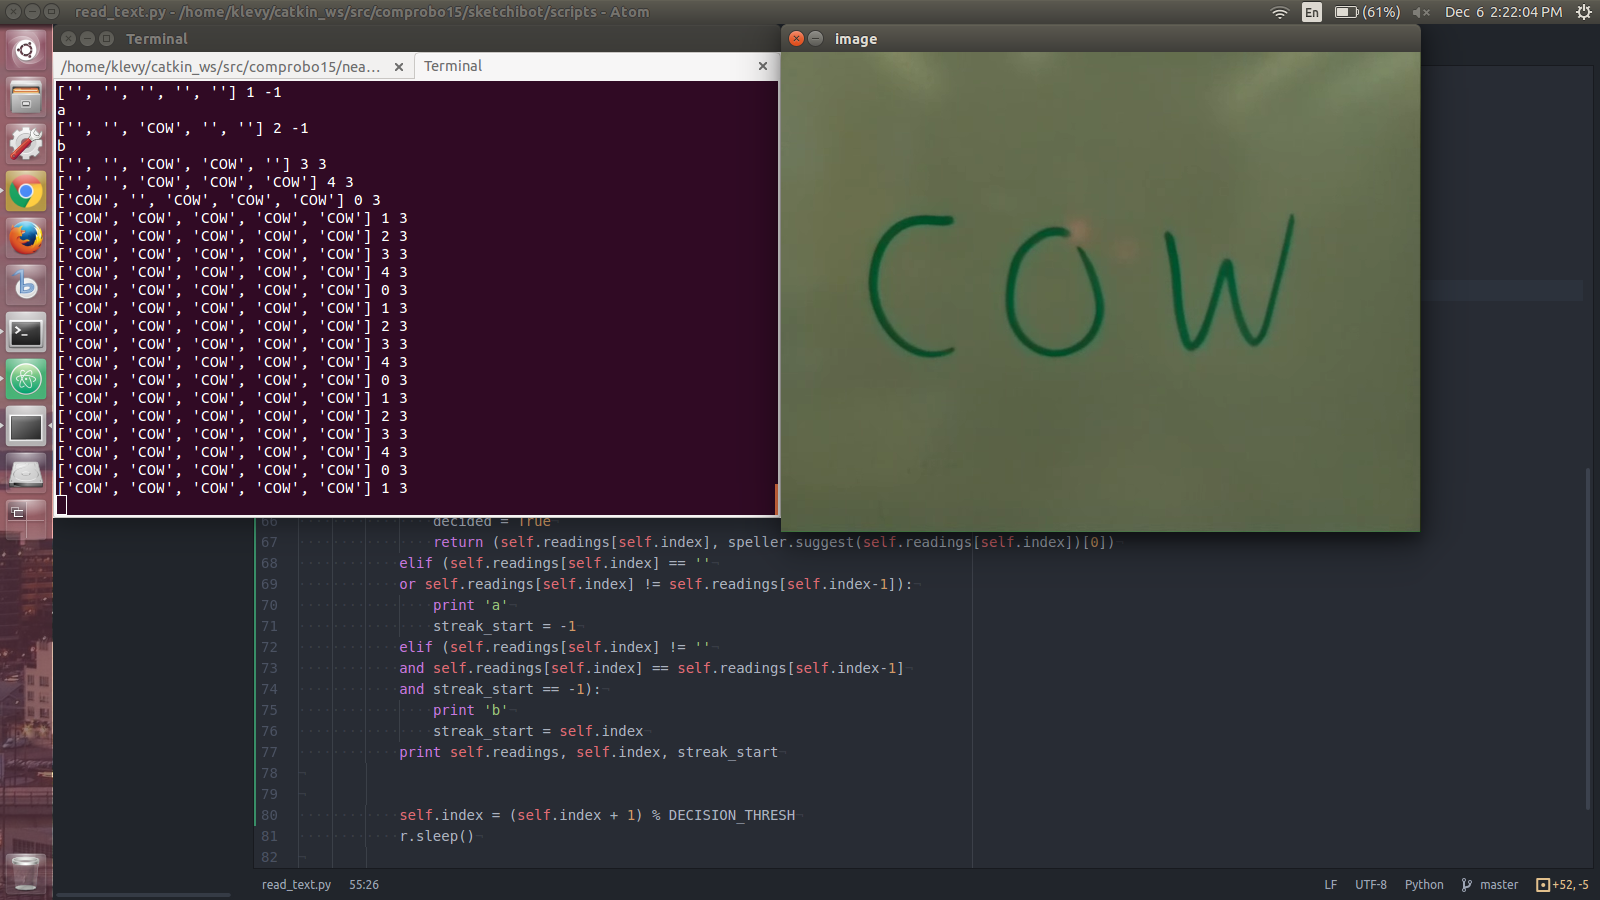 read_text.py - /home/klevy/catkin_ws/src/comprobo15/sketchibot/scripts - Atom
En (61%) Dec 6 2:22:04 PM
Terminal
/home/klevy/catkin_ws/src/comprobo15/nea... × Terminal ×
['', '', '', '', ''] 1 -1
a
['', '', 'COW', '', ''] 2 -1
b
['', '', 'COW', 'COW', ''] 3 3
['', '', 'COW', 'COW', 'COW'] 4 3
['COW', '', 'COW', 'COW', 'COW'] 0 3
['COW', 'COW', 'COW', 'COW', 'COW'] 1 3
['COW', 'COW', 'COW', 'COW', 'COW'] 2 3
['COW', 'COW', 'COW', 'COW', 'COW'] 3 3
['COW', 'COW', 'COW', 'COW', 'COW'] 4 3
['COW', 'COW', 'COW', 'COW', 'COW'] 0 3
['COW', 'COW', 'COW', 'COW', 'COW'] 1 3
['COW', 'COW', 'COW', 'COW', 'COW'] 2 3
['COW', 'COW', 'COW', 'COW', 'COW'] 3 3
['COW', 'COW', 'COW', 'COW', 'COW'] 4 3
['COW', 'COW', 'COW', 'COW', 'COW'] 0 3
['COW', 'COW', 'COW', 'COW', 'COW'] 1 3
['COW', 'COW', 'COW', 'COW', 'COW'] 2 3
['COW', 'COW', 'COW', 'COW', 'COW'] 3 3
['COW', 'COW', 'COW', 'COW', 'COW'] 4 3
['COW', 'COW', 'COW', 'COW', 'COW'] 0 3
['COW', 'COW', 'COW', 'COW', 'COW'] 1 3
image
COW
66 decided = True
67 return (self.readings[self.index], speller.suggest(self.readings[self.index])[0])
68 elif (self.readings[self.index] == ''
69 or self.readings[self.index] != self.readings[self.index-1]):
70 print 'a'
71 streak_start = -1
72 elif (self.readings[self.index] != ''
73 and self.readings[self.index] == self.readings[self.index-1]
74 and streak_start == -1):
75 print 'b'
76 streak_start = self.index
77 print self.readings, self.index, streak_start
78
79
80 self.index = (self.index + 1) % DECISION_THRESH
81 r.sleep()
82
read_text.py 55:26 LF UTF-8 Python master +52, -5